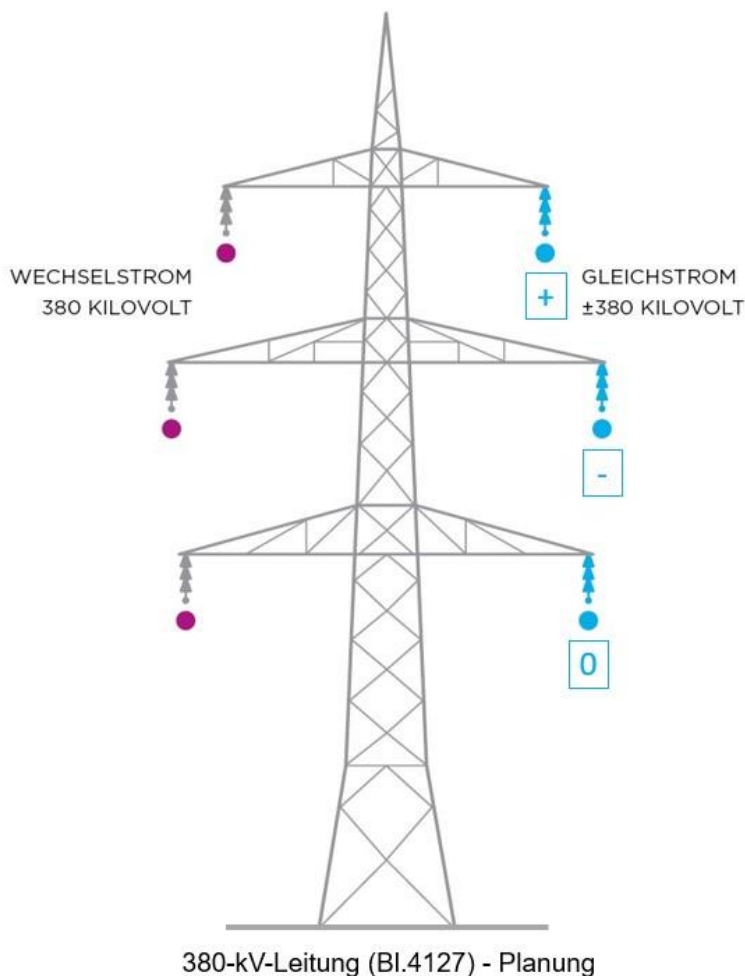 WECHSELSTROM
380 KILOVOLT
GLEICHSTROM
±380 KILOVOLT
+
-
0
380-kV-Leitung (Bl.4127) - Planung